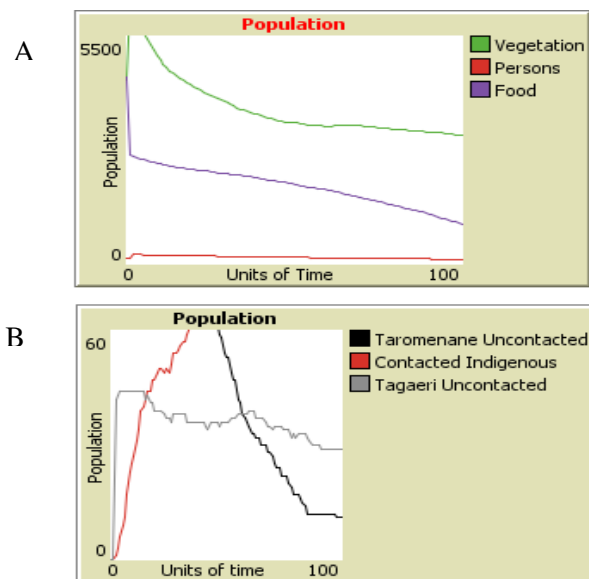 A
Population
5500
Population
0
0
Units of Time
100
Vegetation
Persons
Food
B
Population
60
Population
0
0
Units of time
100
Taromenane Uncontacted
Contacted Indigenous
Tagaeri Uncontacted